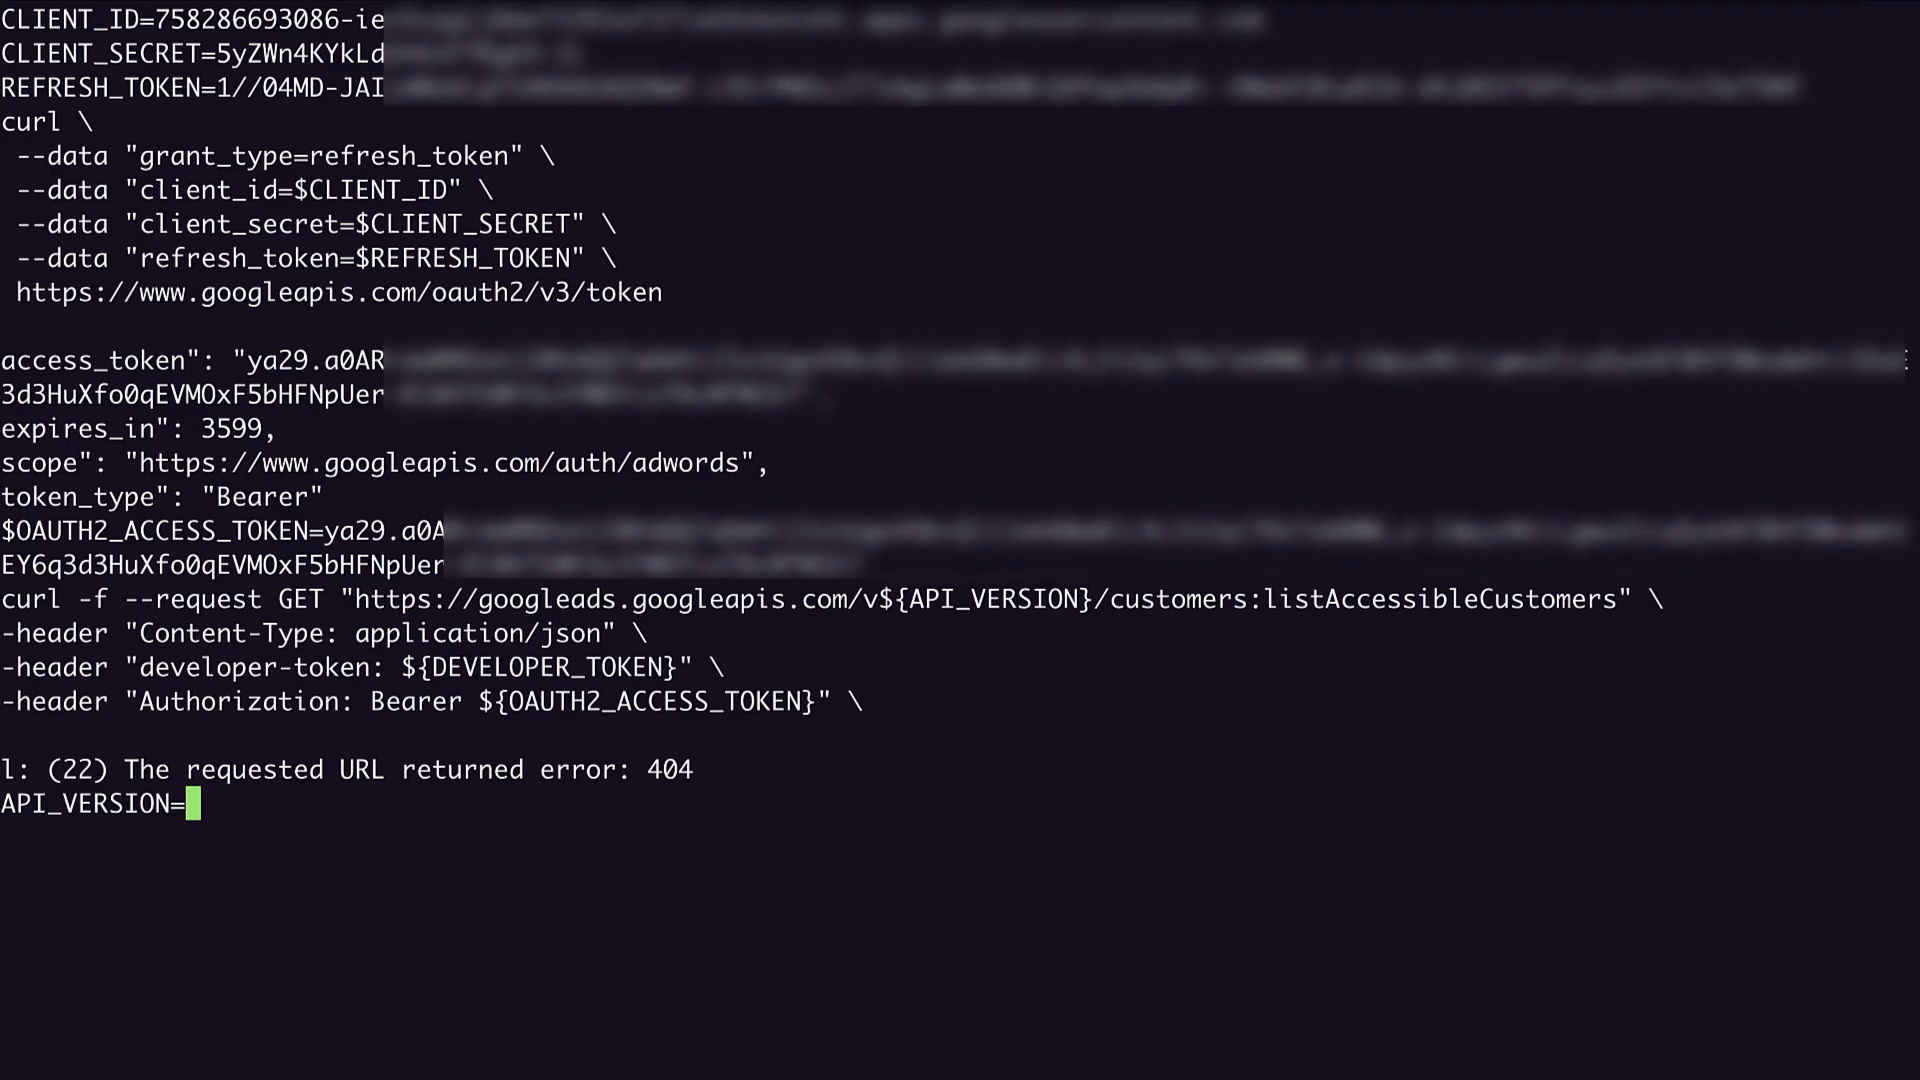 CLIENT_ID=758286693086-ie
CLIENT_SECRET=5yZWn4KYkLd
REFRESH_TOKEN=1//04MD-JAI
curl \
--data "grant_type=refresh_token" \
--data "client_id=$CLIENT_ID" \
--data "client_secret=$CLIENT_SECRET" \
--data "refresh_token=$REFRESH_TOKEN" \
https://www.googleapis.com/oauth2/v3/token
access_token": "ya29.a0AR
3d3HuXfo0qEVMOxF5bHFNpUer
expires_in": 3599,
scope": "https://www.googleapis.com/auth/adwords",
token_type": "Bearer"
$OAUTH2_ACCESS_TOKEN=ya29.a0A
EY6q3d3HuXfo0qEVMOxF5bHFNpUer
curl -f --request GET "https://googleads.googleapis.com/v${API_VERSION}/customers:listAccessibleCustomers" \
-header "Content-Type: application/json" \
-header "developer-token: ${DEVELOPER_TOKEN}" \
-header "Authorization: Bearer ${OAUTH2_ACCESS_TOKEN}" \
l: (22) The requested URL returned error: 404
API_VERSION=